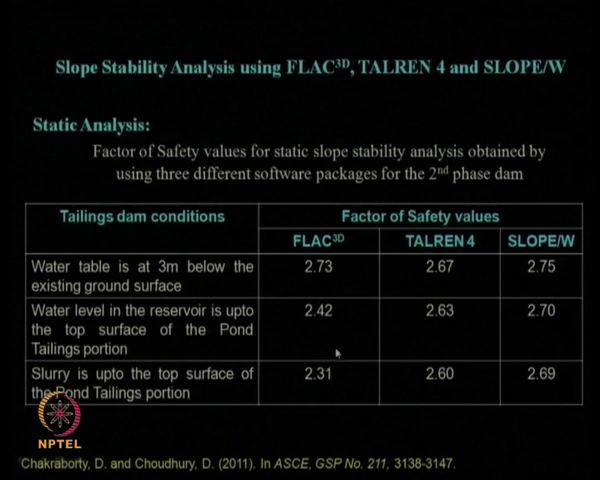 Slope Stability Analysis using FLAC3D, TALREN 4 and SLOPE/W
Static Analysis:
Factor of Safety values for static slope stability analysis obtained by
using three different software packages for the 2nd phase dam
Tailings dam conditions
Factor of Safety values
FLAC3D TALREN 4 SLOPE/W
Water table is at 3m below the
existing ground surface
2.73 2.67 2.75
Water level in the reservoir is upto
the top surface of the Pond
Tailings portion
2.42 2.63 2.70
Slurry is upto the top surface of
the Pond Tailings portion
2.31 2.60 2.69
NPTEL
Chakraborty, D. and Choudhury, D. (2011). In ASCE, GSP No. 211, 3138-3147.